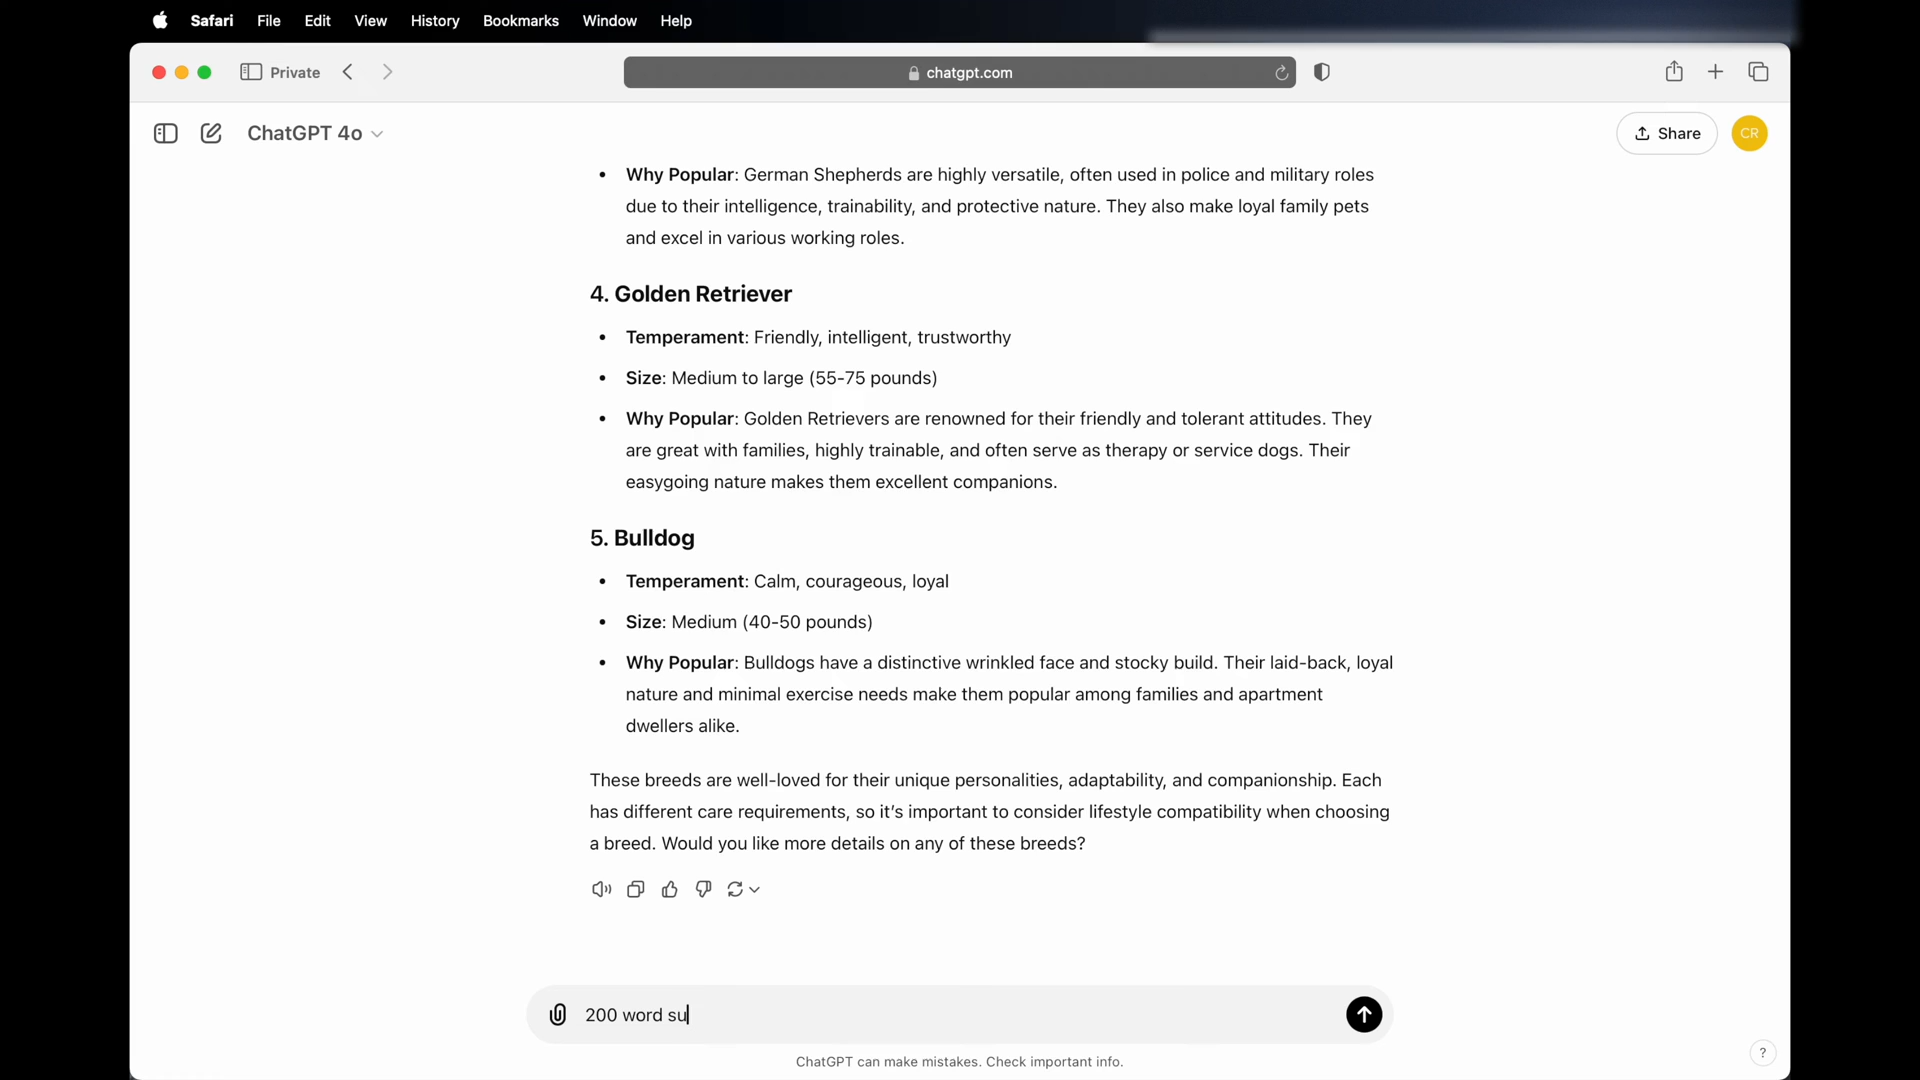 Safari File Edit View History Bookmarks Window Help
Private
chatgpt.com
ChatGPT 4o
Share
CR
• Why Popular: German Shepherds are highly versatile, often used in police and military roles
due to their intelligence, trainability, and protective nature. They also make loyal family pets
and excel in various working roles.
4. Golden Retriever
• Temperament: Friendly, intelligent, trustworthy
• Size: Medium to large (55-75 pounds)
• Why Popular: Golden Retrievers are renowned for their friendly and tolerant attitudes. They
are great with families, highly trainable, and often serve as therapy or service dogs. Their
easygoing nature makes them excellent companions.
5. Bulldog
• Temperament: Calm, courageous, loyal
• Size: Medium (40-50 pounds)
• Why Popular: Bulldogs have a distinctive wrinkled face and stocky build. Their laid-back, loyal
nature and minimal exercise needs make them popular among families and apartment
dwellers alike.
These breeds are well-loved for their unique personalities, adaptability, and companionship. Each
has different care requirements, so it’s important to consider lifestyle compatibility when choosing
a breed. Would you like more details on any of these breeds?
200 word su
ChatGPT can make mistakes. Check important info.
?